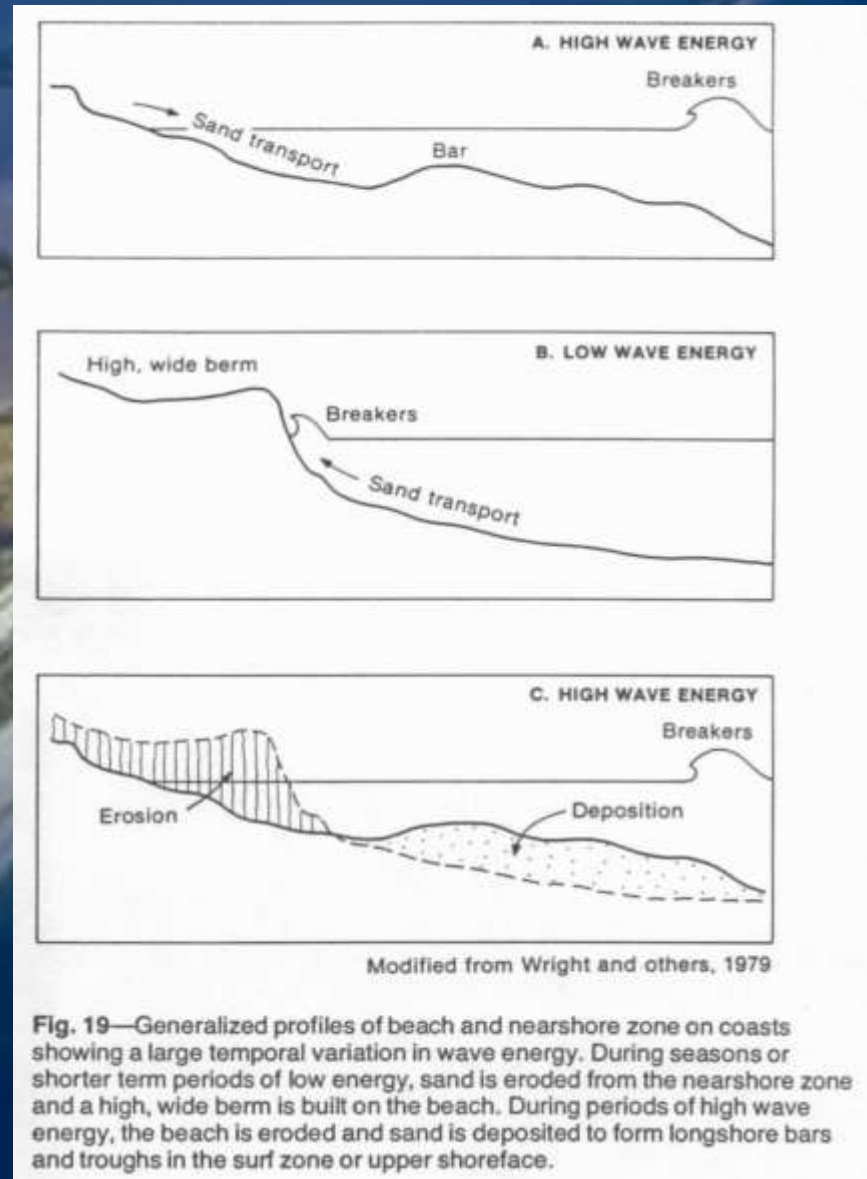 A. HIGH WAVE ENERGY
Breakers
Sand transport
Bar
B. LOW WAVE ENERGY
High, wide berm
Breakers
Sand transport
C. HIGH WAVE ENERGY
Breakers
Erosion
Deposition
Modified from Wright and others, 1979
Fig. 19—Generalized profiles of beach and nearshore zone on coasts
showing a large temporal variation in wave energy. During seasons or
shorter term periods of low energy, sand is eroded from the nearshore zone
and a high, wide berm is built on the beach. During periods of high wave
energy, the beach is eroded and sand is deposited to form longshore bars
and troughs in the surf zone or upper shoreface.